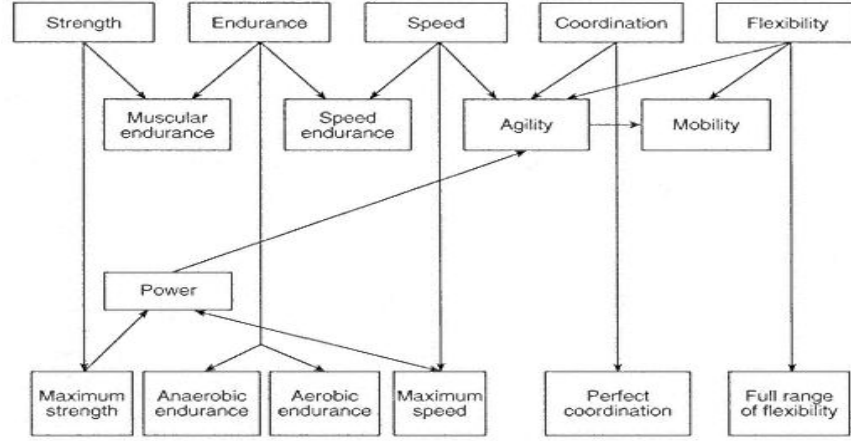 Strength
Endurance
Speed
Coordination
Flexibility
Muscular
endurance
Speed
endurance
Agility
Mobility
Power
Maximum
strength
Anaerobic
endurance
Aerobic
endurance
Maximum
speed
Perfect
coordination
Full range
of flexibility